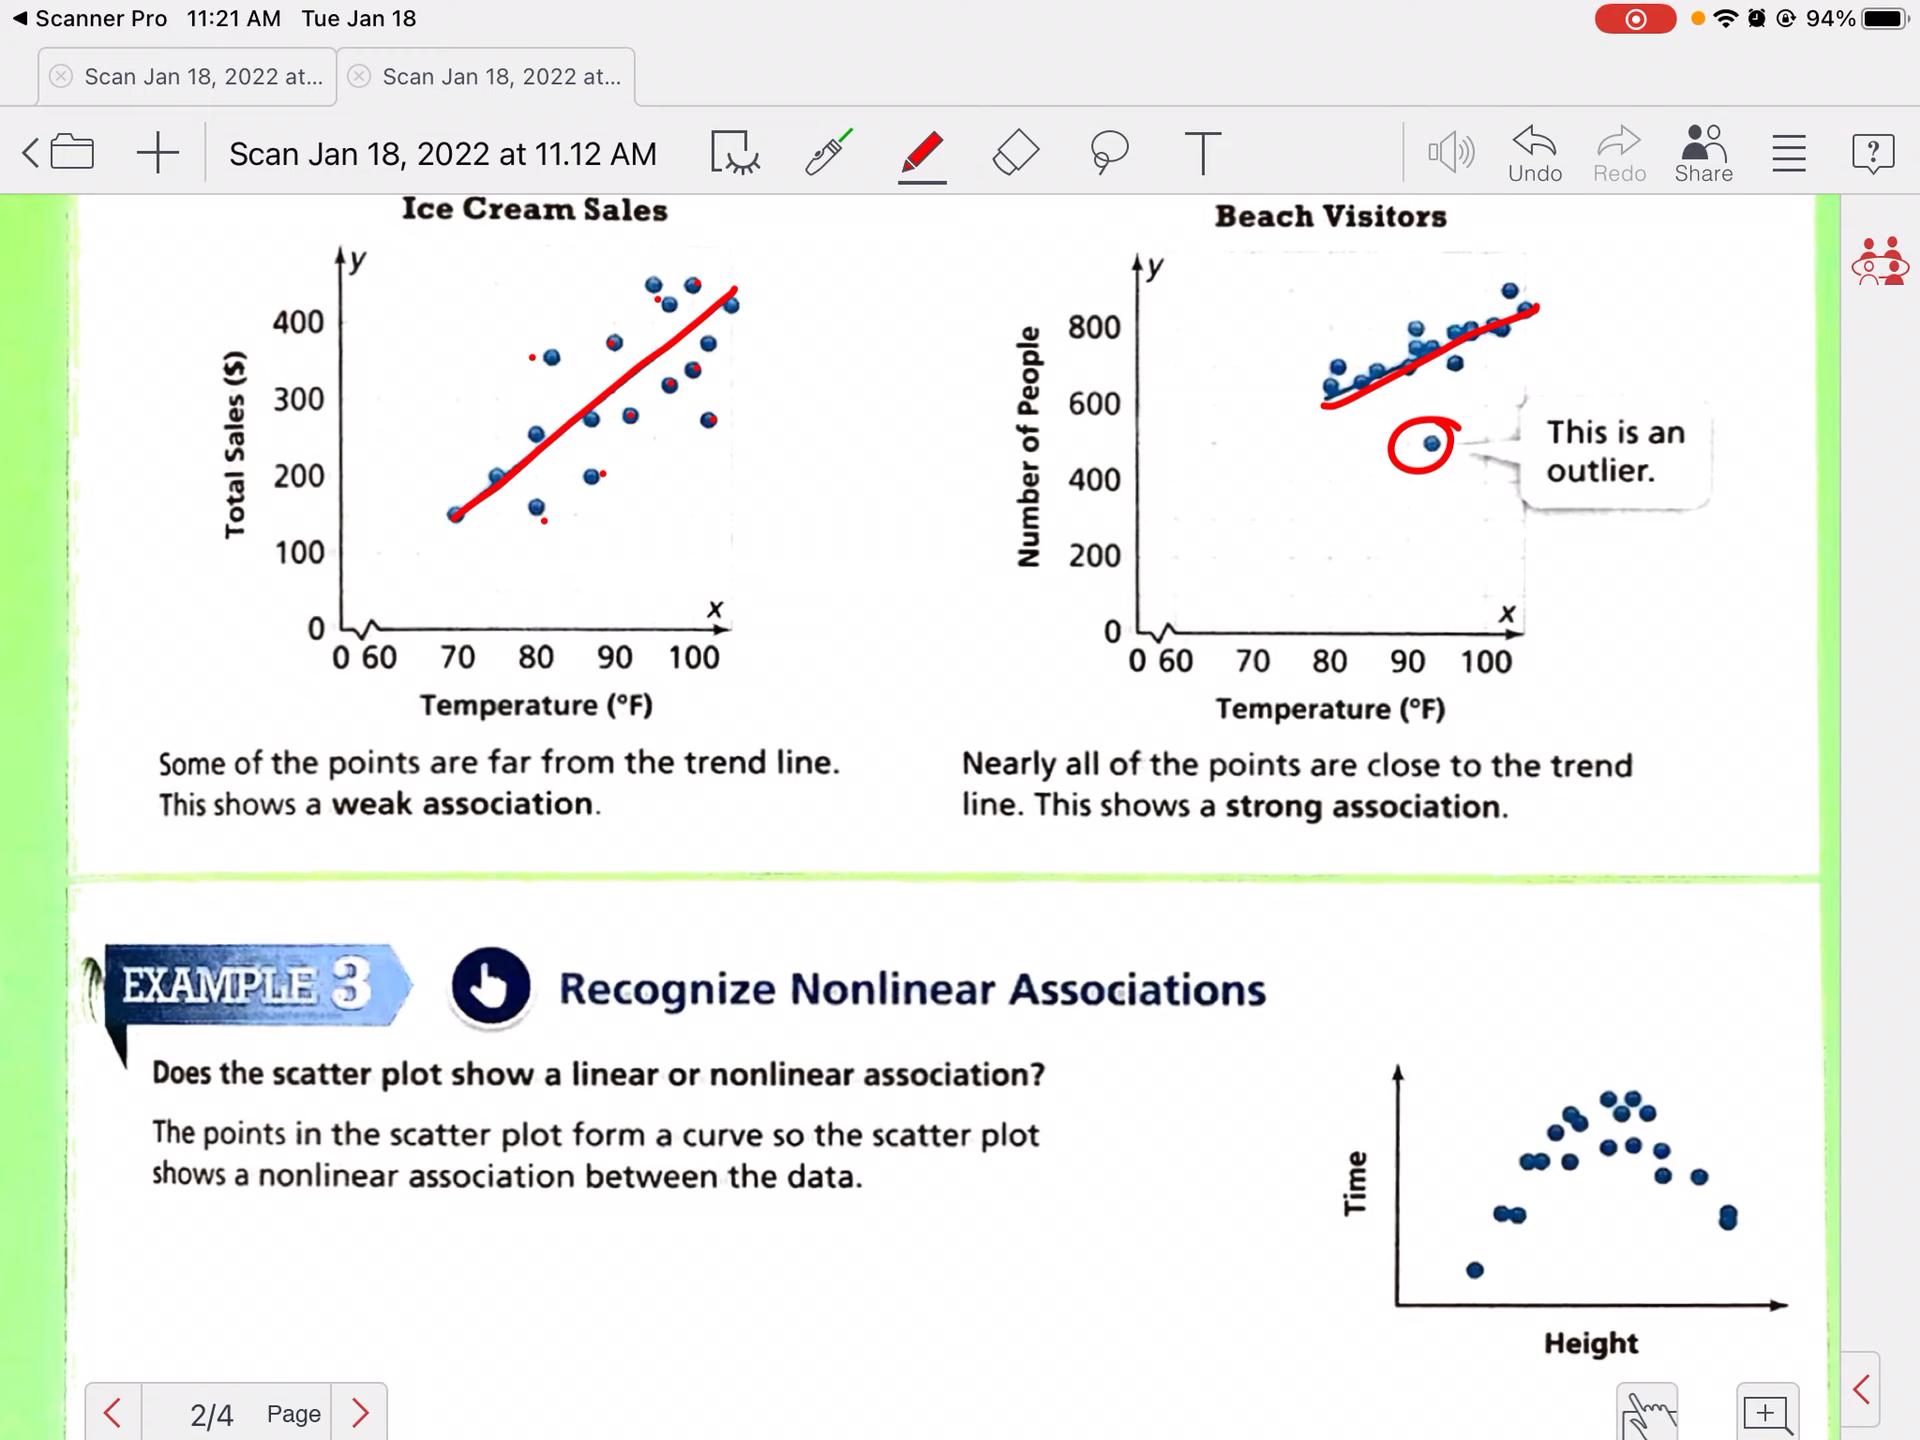 Scanner Pro 11:21 AM Tue Jan 18
94%
Scan Jan 18, 2022 at...
Scan Jan 18, 2022 at...
Scan Jan 18, 2022 at 11.12 AM
T
Undo
Redo
Share
?
Ice Cream Sales
y
Total Sales ($)
400
300
200
100
0
x
0 60 70 80 90 100
Temperature (°F)
Some of the points are far from the trend line.
This shows a weak association.
Beach Visitors
y
Number of People
800
600
400
200
0
x
0 60 70 80 90 100
Temperature (°F)
This is an
outlier.
Nearly all of the points are close to the trend
line. This shows a strong association.
EXAMPLE 3
Recognize Nonlinear Associations
Does the scatter plot show a linear or nonlinear association?
The points in the scatter plot form a curve so the scatter plot
shows a nonlinear association between the data.
Time
Height
2/4 Page